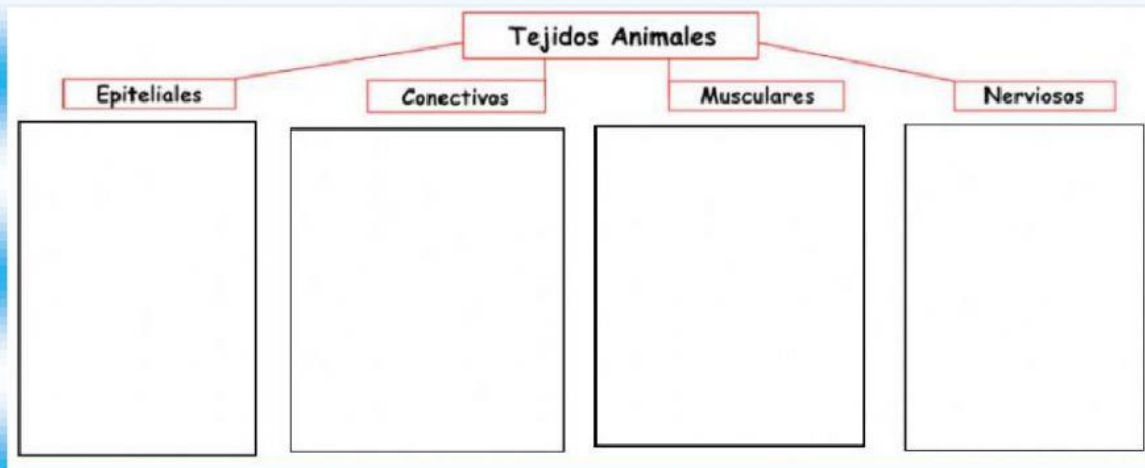 Tejidos Animales
Epiteliales
Conectivos
Musculares
Nerviosos